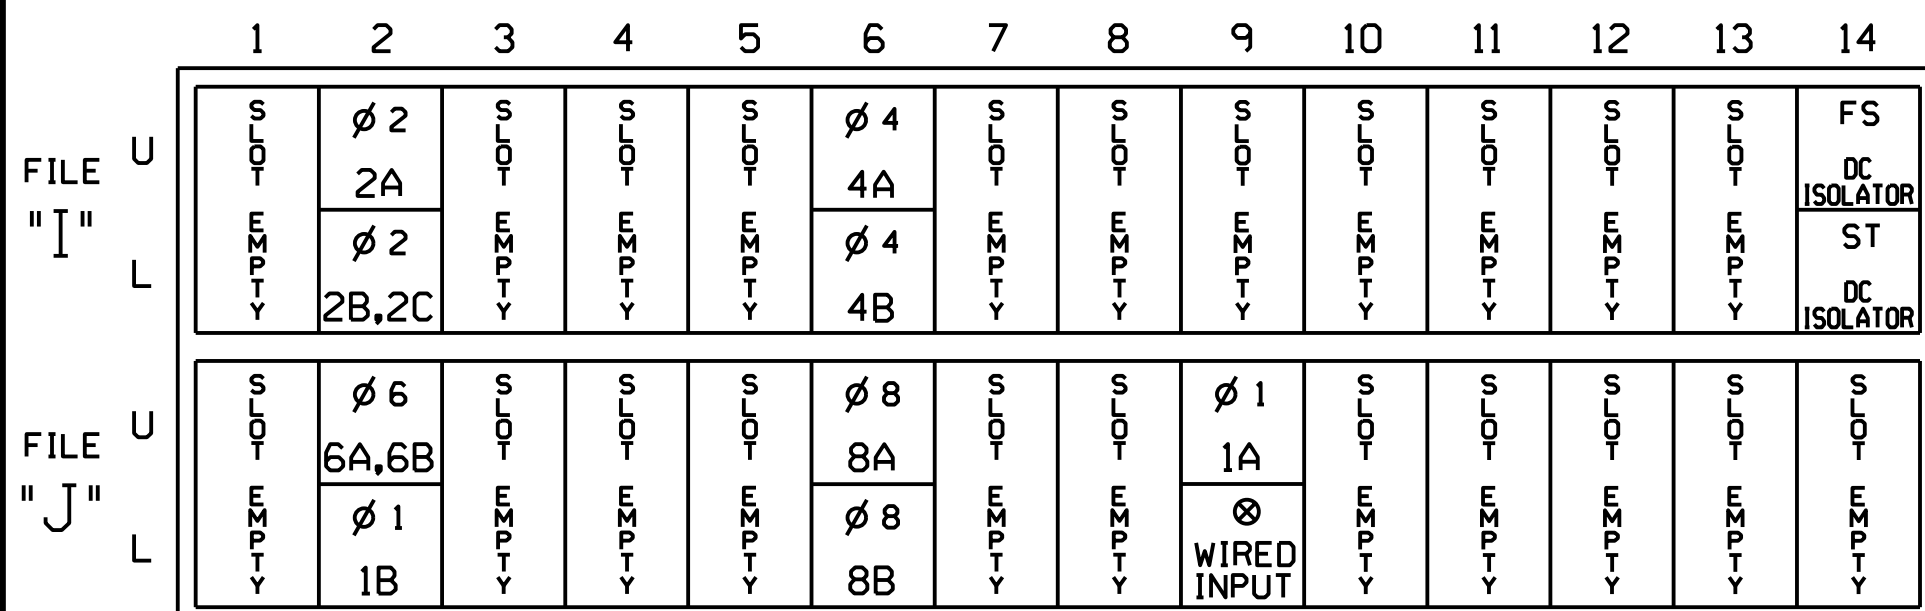 1 2 3 4 5 6 7 8 9 10 11 12 13 14
FILE "I"
U
L
SLOT EMPTY
Ø 2
2A
Ø 2
2B,2C
SLOT EMPTY
SLOT EMPTY
SLOT EMPTY
Ø 4
4A
Ø 4
4B
SLOT EMPTY
SLOT EMPTY
SLOT EMPTY
SLOT EMPTY
SLOT EMPTY
SLOT EMPTY
SLOT EMPTY
FS
DC
ISOLATOR
ST
DC
ISOLATOR
FILE "J"
U
L
SLOT EMPTY
Ø 6
6A,6B
Ø 1
1B
SLOT EMPTY
SLOT EMPTY
SLOT EMPTY
Ø 8
8A
Ø 8
8B
SLOT EMPTY
SLOT EMPTY
Ø 1
1A
⊗
WIRED
INPUT
SLOT EMPTY
SLOT EMPTY
SLOT EMPTY
SLOT EMPTY
SLOT EMPTY